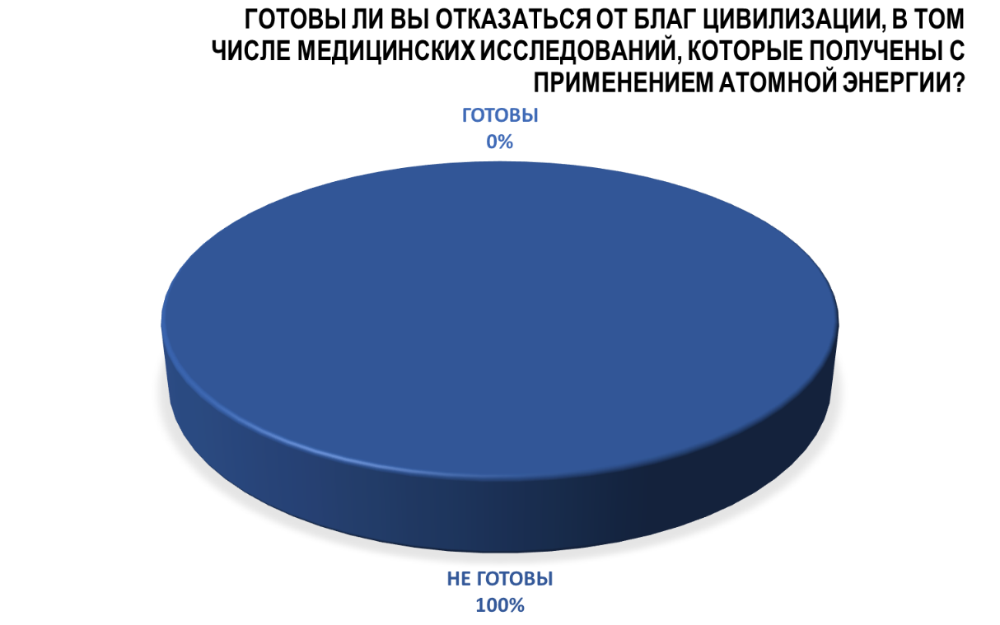 ГОТОВЫ ЛИ ВЫ ОТКАЗАТЬСЯ ОТ БЛАГ ЦИВИЛИЗАЦИИ, В ТОМ
ЧИСЛЕ МЕДИЦИНСКИХ ИССЛЕДОВАНИЙ, КОТОРЫЕ ПОЛУЧЕНЫ С
ПРИМЕНЕНИЕМ АТОМНОЙ ЭНЕРГИИ?
ГОТОВЫ
0%
НЕ ГОТОВЫ
100%